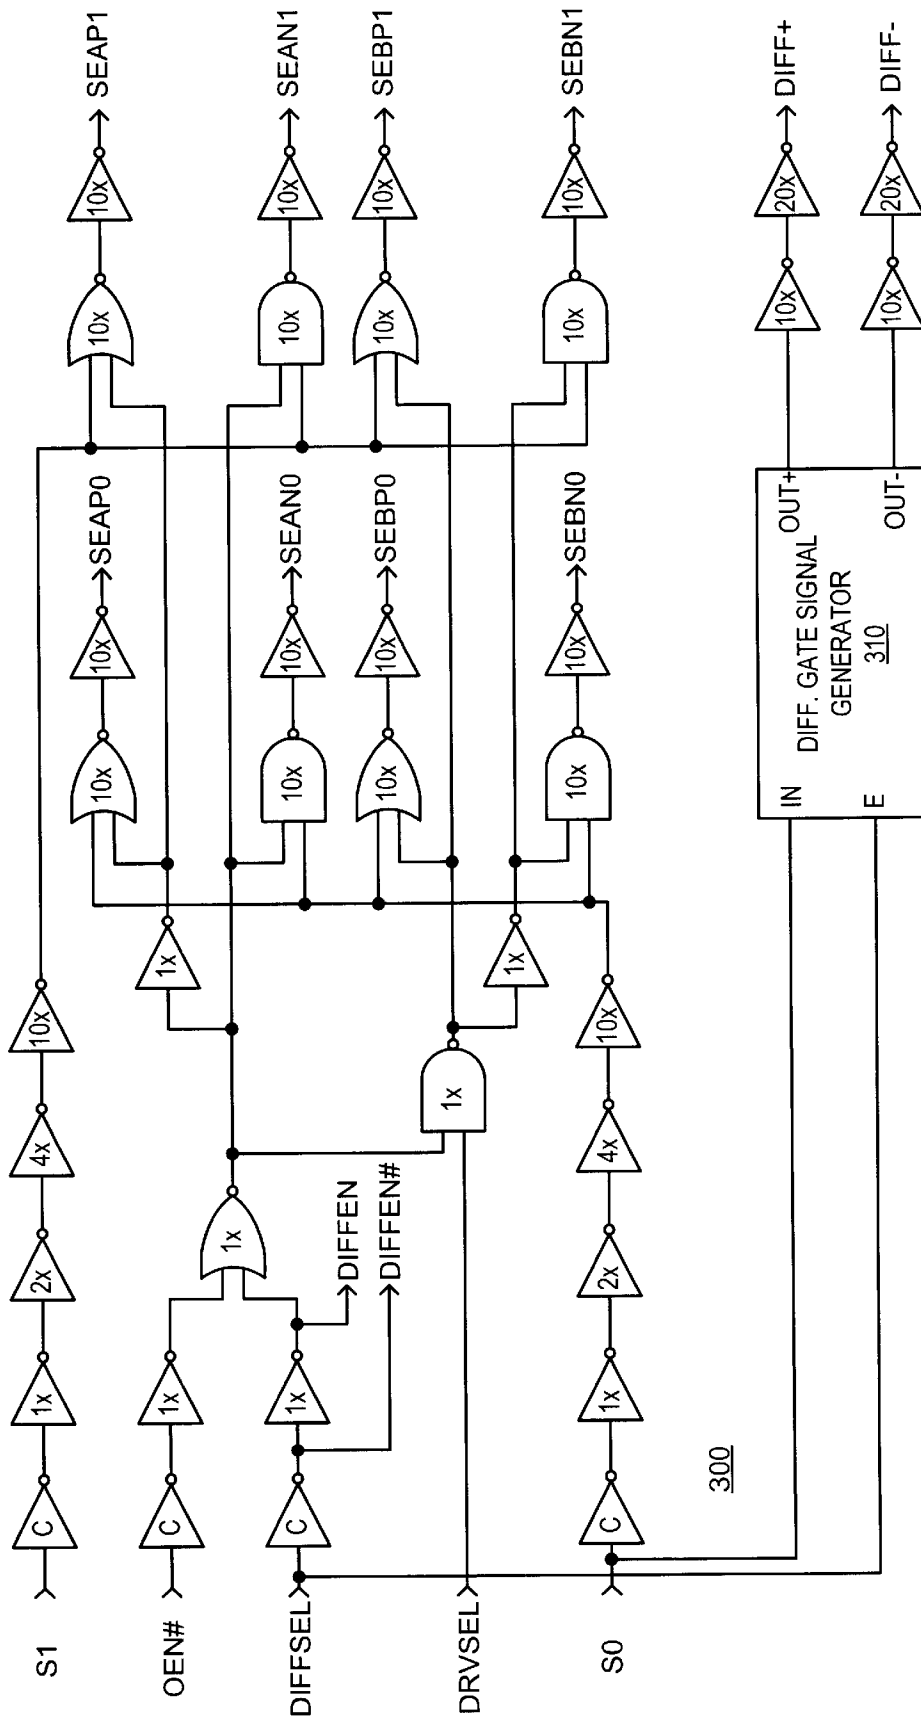 S1
C
1x
2x
4x
10x
10x
10x
SEAP1
10x
10x
SEAP0
OEN#
C
1x
1x
1x
10x
10x
SEAN1
10x
10x
SEAN0
DIFFSEL
C
1x
DIFFEN
DIFFEN#
10x
10x
SEBP1
10x
10x
SEBP0
DRVSEL
1x
1x
10x
10x
SEBN1
10x
10x
SEBN0
S0
C
1x
2x
4x
10x
300
IN
E
DIFF. GATE SIGNAL
GENERATOR
310
OUT+
OUT-
10x
20x
DIFF+
10x
20x
DIFF-